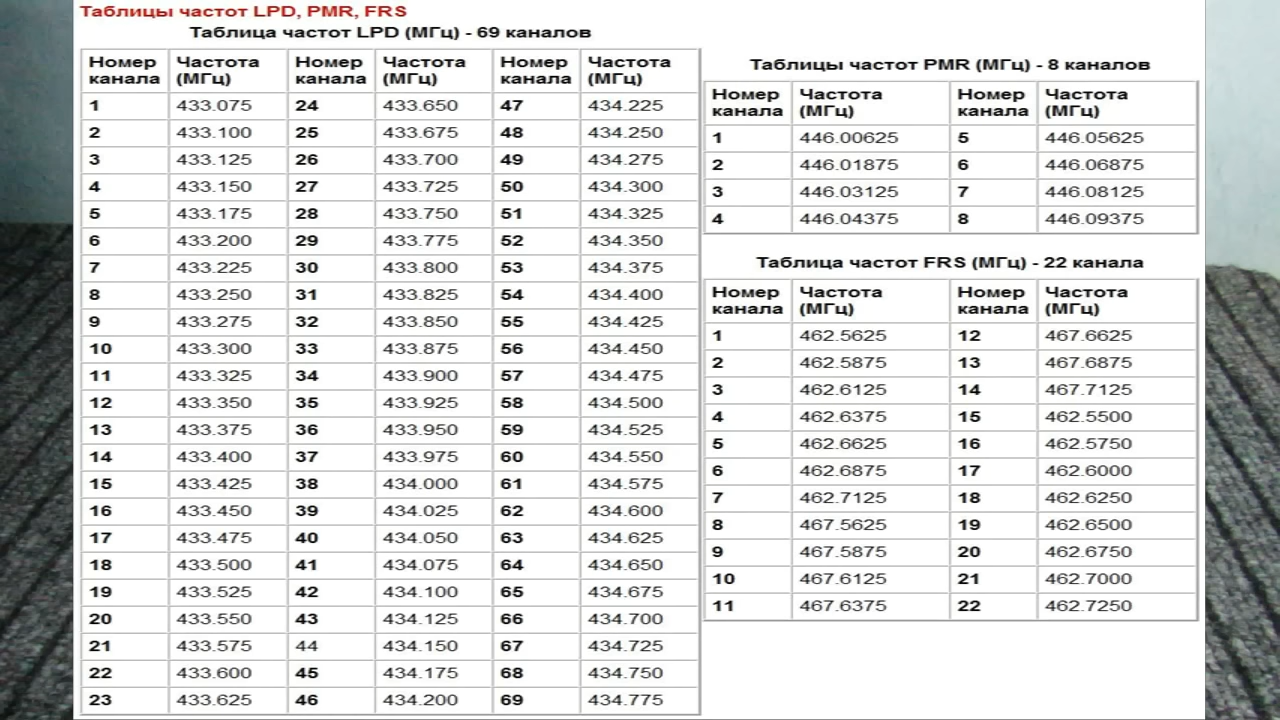 Таблицы частот LPD, PMR, FRS
Таблица частот LPD (МГц) - 69 каналов
Номер канала Частота (МГц) Номер канала Частота (МГц) Номер канала Частота (МГц)
1 433.075 24 433.650 47 434.225
2 433.100 25 433.675 48 434.250
3 433.125 26 433.700 49 434.275
4 433.150 27 433.725 50 434.300
5 433.175 28 433.750 51 434.325
6 433.200 29 433.775 52 434.350
7 433.225 30 433.800 53 434.375
8 433.250 31 433.825 54 434.400
9 433.275 32 433.850 55 434.425
10 433.300 33 433.875 56 434.450
11 433.325 34 433.900 57 434.475
12 433.350 35 433.925 58 434.500
13 433.375 36 433.950 59 434.525
14 433.400 37 433.975 60 434.550
15 433.425 38 434.000 61 434.575
16 433.450 39 434.025 62 434.600
17 433.475 40 434.050 63 434.625
18 433.500 41 434.075 64 434.650
19 433.525 42 434.100 65 434.675
20 433.550 43 434.125 66 434.700
21 433.575 44 434.150 67 434.725
22 433.600 45 434.175 68 434.750
23 433.625 46 434.200 69 434.775
Таблицы частот PMR (МГц) - 8 каналов
Номер канала Частота (МГц) Номер канала Частота (МГц)
1 446.00625 5 446.05625
2 446.01875 6 446.06875
3 446.03125 7 446.08125
4 446.04375 8 446.09375
Таблица частот FRS (МГц) - 22 канала
Номер канала Частота (МГц) Номер канала Частота (МГц)
1 462.5625 12 467.6625
2 462.5875 13 467.6875
3 462.6125 14 467.7125
4 462.6375 15 462.5500
5 462.6625 16 462.5750
6 462.6875 17 462.6000
7 462.7125 18 462.6250
8 467.5625 19 462.6500
9 467.5875 20 462.6750
10 467.6125 21 462.7000
11 467.6375 22 462.7250